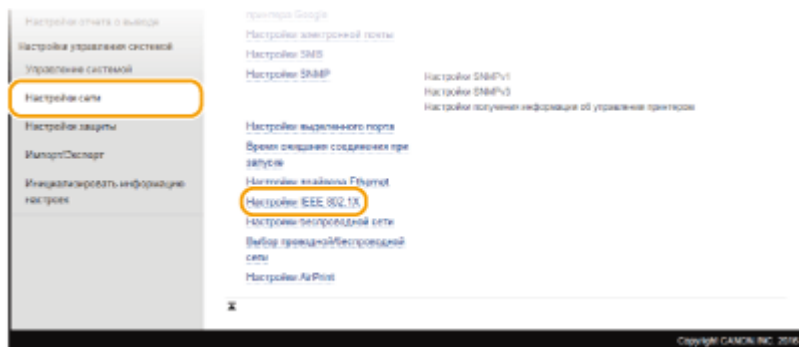 Настройки отчета о выводе
Настройки управления системой
Управление системой
Настройки сети
Настройки защиты
Импорт/Экспорт
Инициализировать информацию
настроек
принтера Google
Настройки электронной почты
Настройки SMB
Настройки SNMP
Настройки SNMPv1
Настройки SNMPv3
Настройки получения информации об управлении принтером
Настройки выделенного порта
Время ожидания соединения при
запуске
Настройки драйвера Ethernet
Настройки IEEE 802.1X
Настройки беспроводной сети
Выбор проводной/беспроводной
сети
Настройки AirPrint
Copyright CANON INC. 2016